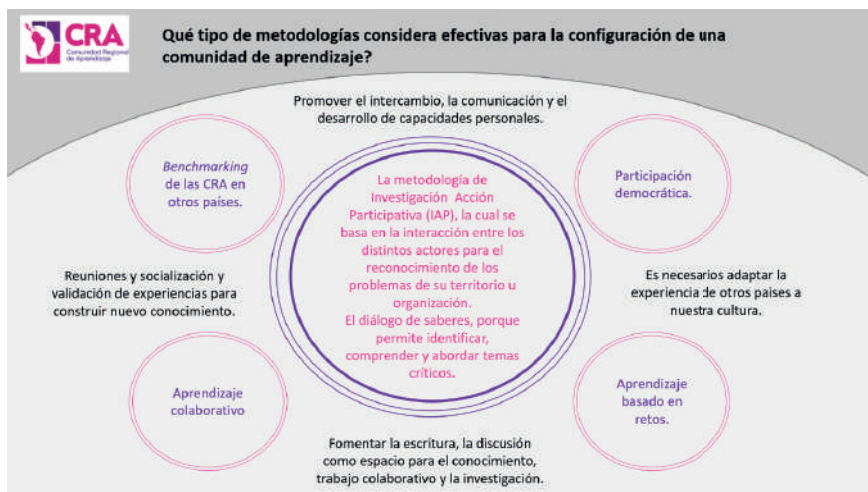 CRA
Comunidad Regional
de Aprendizaje
Qué tipo de metodologías considera efectivas para la configuración de una
comunidad de aprendizaje?
Promover el intercambio, la comunicación y el
desarrollo de capacidades personales.
Benchmarking
de las CRA en
otros países.
La metodología de
Investigación Acción
Participativa (IAP), la cual se
basa en la interacción entre los
distintos actores para el
reconocimiento de los
problemas de su territorio u
organización.
El diálogo de saberes, porque
permite identificar,
comprender y abordar temas
críticos.
Participación
democrática.
Reuniones y socialización y
validación de experiencias para
construir nuevo conocimiento.
Es necesarios adaptar la
experiencia de otros paises a
nuestra cultura.
Aprendizaje
colaborativo
Aprendizaje
basado en
retos.
Fomentar la escritura, la discusión
como espacio para el conocimiento,
trabajo colaborativo y la investigación.